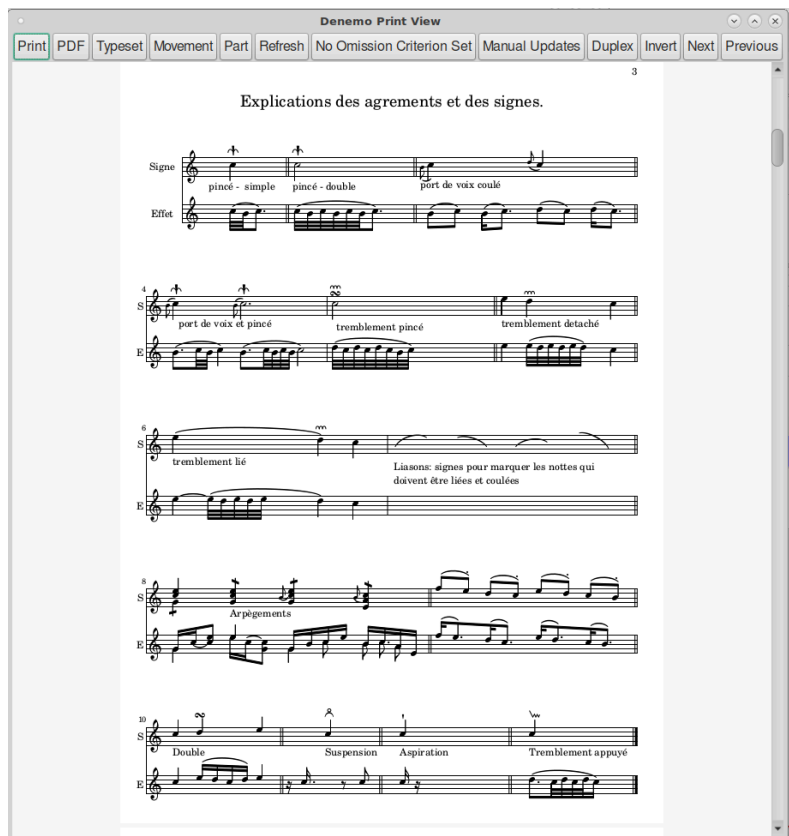 Denemo Print View
Print PDF Typeset Movement Part Refresh No Omission Criterion Set Manual Updates Duplex Invert Next Previous
3
Explications des agrements et des signes.
Signe
pincé - simple pincé - double port de voix coulé
Effet
4
S
port de voix et pincé tremblement pincé tremblement detaché
E
6
S
tremblement lié
Liasons: signes pour marquer les nottes qui
doivent être liées et coulées
E
8
S
Arpègements
E
10
S
Double Suspension Aspiration Tremblement appuyé
E